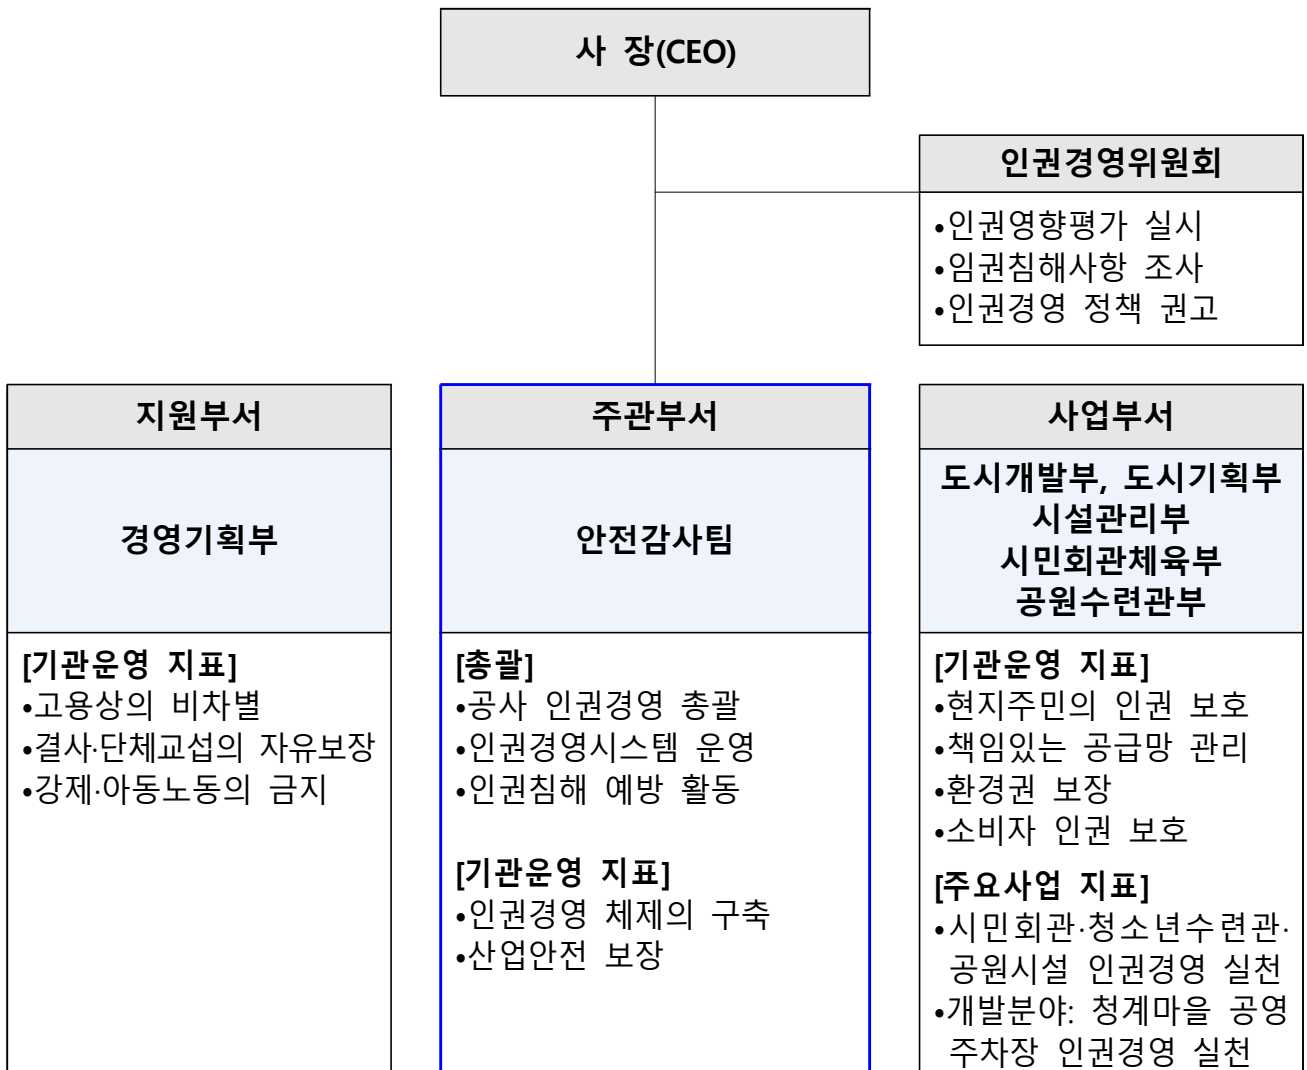 사 장(CEO)
인권경영위원회
•인권영향평가 실시
•임권침해사항 조사
•인권경영 정책 권고
지원부서
경영기획부
[기관운영 지표]
•고용상의 비차별
•결사·단체교섭의 자유보장
•강제·아동노동의 금지
주관부서
안전감사팀
[총괄]
•공사 인권경영 총괄
•인권경영시스템 운영
•인권침해 예방 활동
[기관운영 지표]
•인권경영 체제의 구축
•산업안전 보장
사업부서
도시개발부, 도시기획부
시설관리부
시민회관체육부
공원수련관부
[기관운영 지표]
•현지주민의 인권 보호
•책임있는 공급망 관리
•환경권 보장
•소비자 인권 보호
[주요사업 지표]
•시민회관·청소년수련관·
공원시설 인권경영 실천
•개발분야: 청계마을 공영
주차장 인권경영 실천